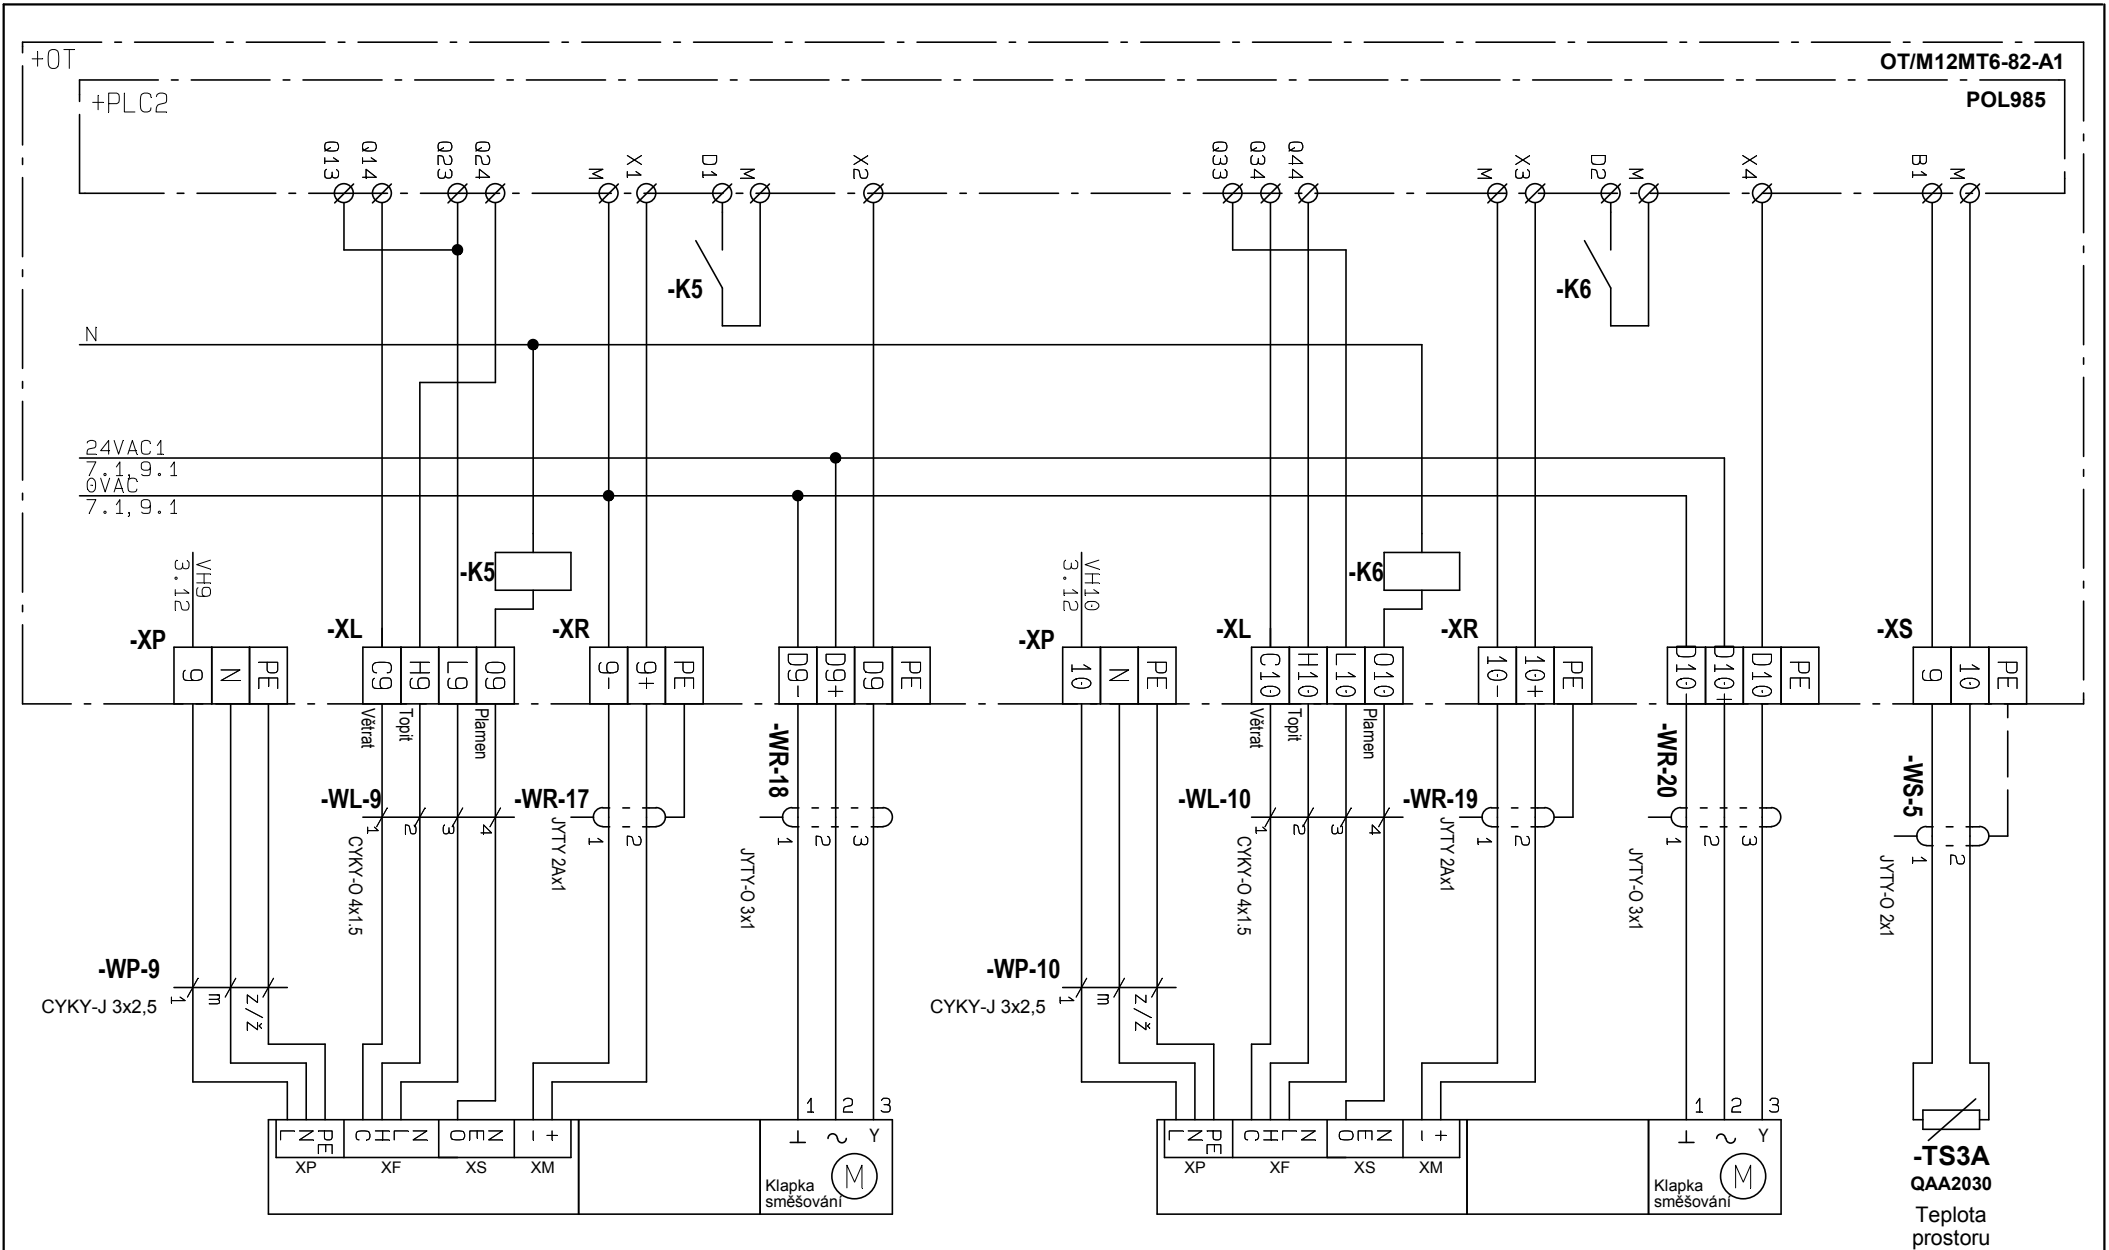 +OT
OT/M12MT6-82-A1
+PLC2
POL985
Q13
Q14
Q23
Q24
M
X1
D1
M
X2
Q33
Q34
Q44
M
X3
D2
M
X4
B1
M
-K5
-K6
N
24VAC1
7.1,9.1
0VAC
7.1,9.1
VH9
3.12
-K5
VH10
3.12
-K6
-XP
-XL
-XR
-XP
-XL
-XR
-XS
9
N
PE
C9
H9
L9
O9
9-
9+
PE
D9-
D9+
D9
PE
10
N
PE
C10
H10
L10
O10
10-
10+
PE
D10-
D10+
D10
PE
9
10
PE
Větrat
Topit
Plamen
Větrat
Topit
Plamen
-WL-9
1
2
3
4
CYKY-O 4x1.5
-WR-17
1
2
JYTY 2Ax1
-WR-18
1
2
3
JYTY-O 3x1
-WL-10
1
2
3
4
CYKY-O 4x1.5
-WR-19
1
2
JYTY 2Ax1
-WR-20
1
2
3
JYTY-O 3x1
-WS-5
1
2
JYTY-O 2x1
-WP-9
CYKY-J 3x2,5
1
m
z/ž
-WP-10
CYKY-J 3x2,5
1
m
z/ž
L
N
PE
C
H
L
N
O
E
N
-
+
XP
XF
XS
XM
1
2
3
⊥
~
Y
M
Klapka
směšování
L
N
PE
C
H
L
N
O
E
N
-
+
XP
XF
XS
XM
1
2
3
⊥
~
Y
M
Klapka
směšování
-TS3A
QAA2030
Teplota
prostoru